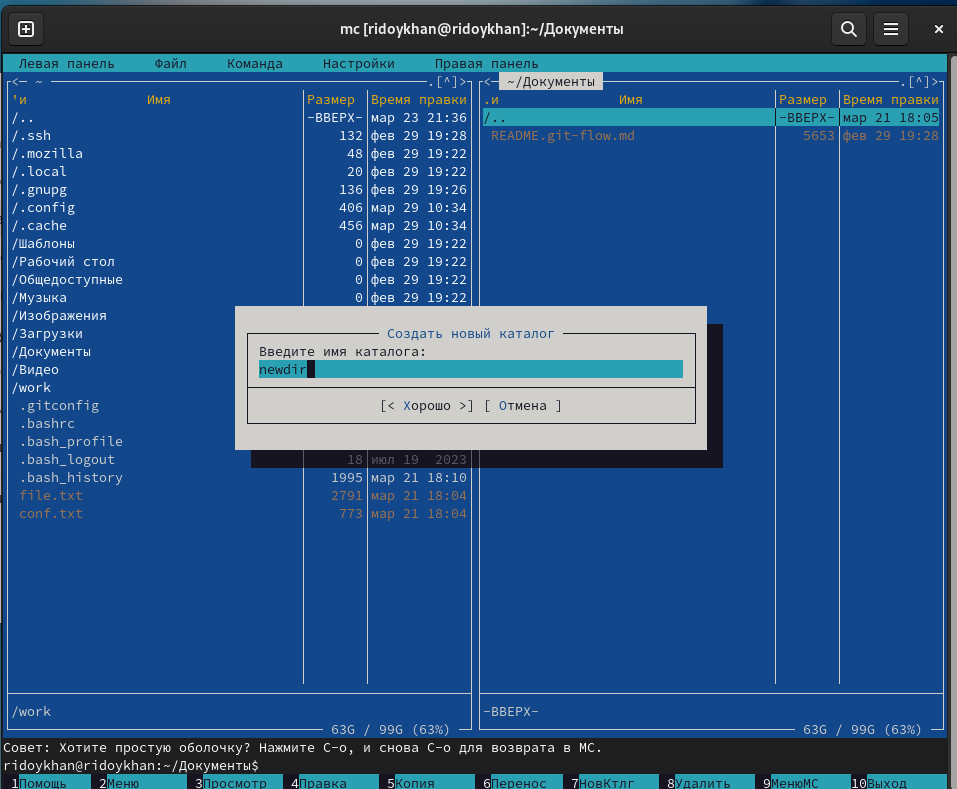 mc [ridoykhan@ridoykhan]:~/Документы
Левая панель Файл Команда Настройки Правая панель
<─ ~ .[^]> <─ ~/Документы .[^]>
'и Имя Размер Время правки .и Имя Размер Время правки
/.. -ВВЕРХ- мар 23 21:36 /.. -ВВЕРХ- мар 21 18:05
/.ssh 132 фев 29 19:28 README.git-flow.md 5653 фев 29 19:28
/.mozilla 48 фев 29 19:22
/.local 20 фев 29 19:22
/.gnupg 136 фев 29 19:26
/.config 406 мар 29 10:34
/.cache 456 мар 29 10:34
/Шаблоны 0 фев 29 19:22
/Рабочий стол 0 фев 29 19:22
/Общедоступные 0 фев 29 19:22
/Музыка 0 фев 29 19:22
/Изображения
/Загрузки
/Документы
/Видео
/work
.gitconfig
.bashrc
.bash_profile
.bash_logout 18 июл 19 2023
.bash_history 1995 мар 21 18:10
file.txt 2791 мар 21 18:04
conf.txt 773 мар 21 18:04
Создать новый каталог
Введите имя каталога:
newdir
[< Хорошо >] [ Отмена ]
/work -ВВЕРХ-
63G / 99G (63%) 63G / 99G (63%)
Совет: Хотите простую оболочку? Нажмите C-o, и снова C-o для возврата в MC.
ridoykhan@ridoykhan:~/Документы$
1Помощь 2Меню 3Просмотр 4Правка 5Копия 6Перенос 7НовКтлг 8Удалить 9МенюMC 10Выход